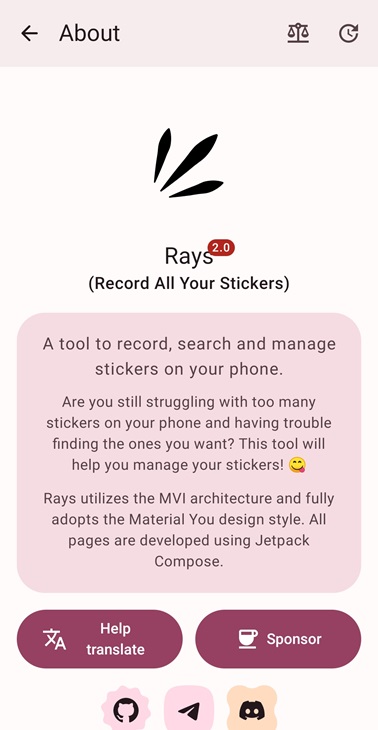 About
Rays
2.0
(Record All Your Stickers)
A tool to record, search and manage
stickers on your phone.
Are you still struggling with too many
stickers on your phone and having trouble
finding the ones you want? This tool will
help you manage your stickers! 😋
Rays utilizes the MVI architecture and fully
adopts the Material You design style. All
pages are developed using Jetpack
Compose.
Help
translate
Sponsor